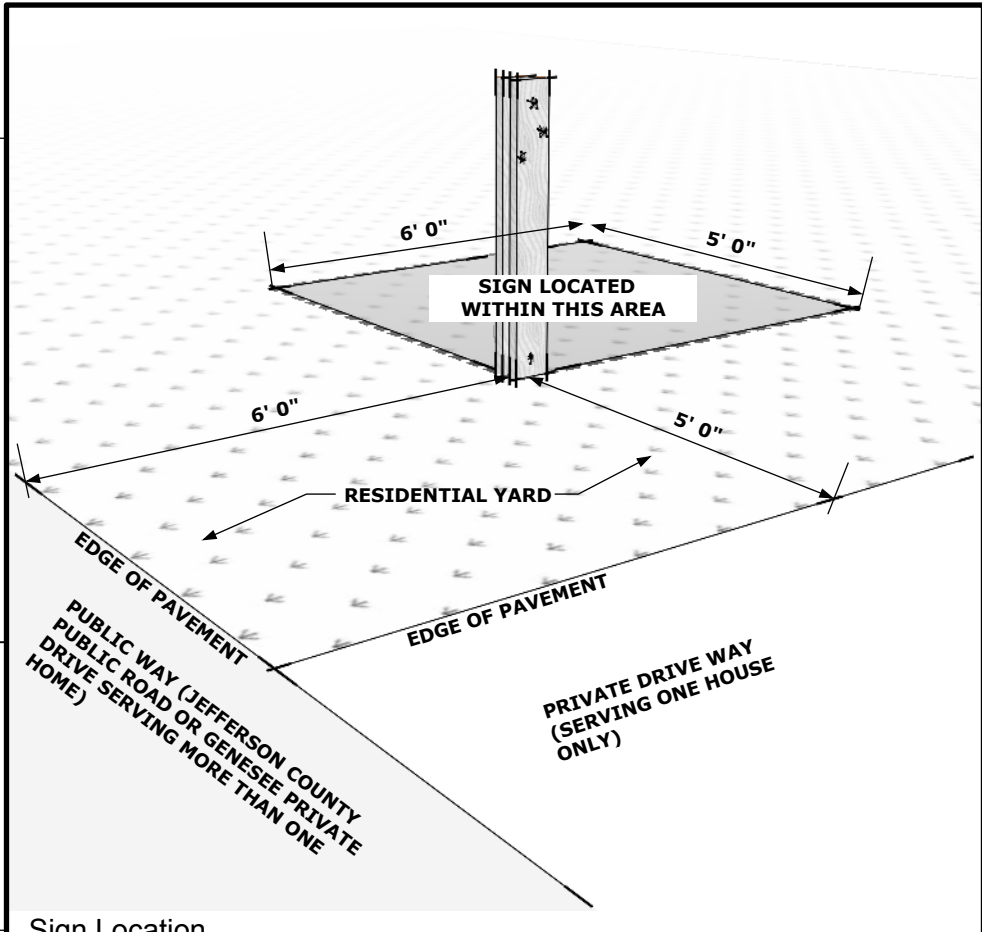 6' 0"
5' 0"
SIGN LOCATED
WITHIN THIS AREA
6' 0"
5' 0"
RESIDENTIAL YARD
EDGE OF PAVEMENT
EDGE OF PAVEMENT
PUBLIC WAY (JEFFERSON COUNTY
PUBLIC ROAD OR GENESEE PRIVATE
DRIVE SERVING MORE THAN ONE
HOME)
PRIVATE DRIVE WAY
(SERVING ONE HOUSE
ONLY)
Sign Location